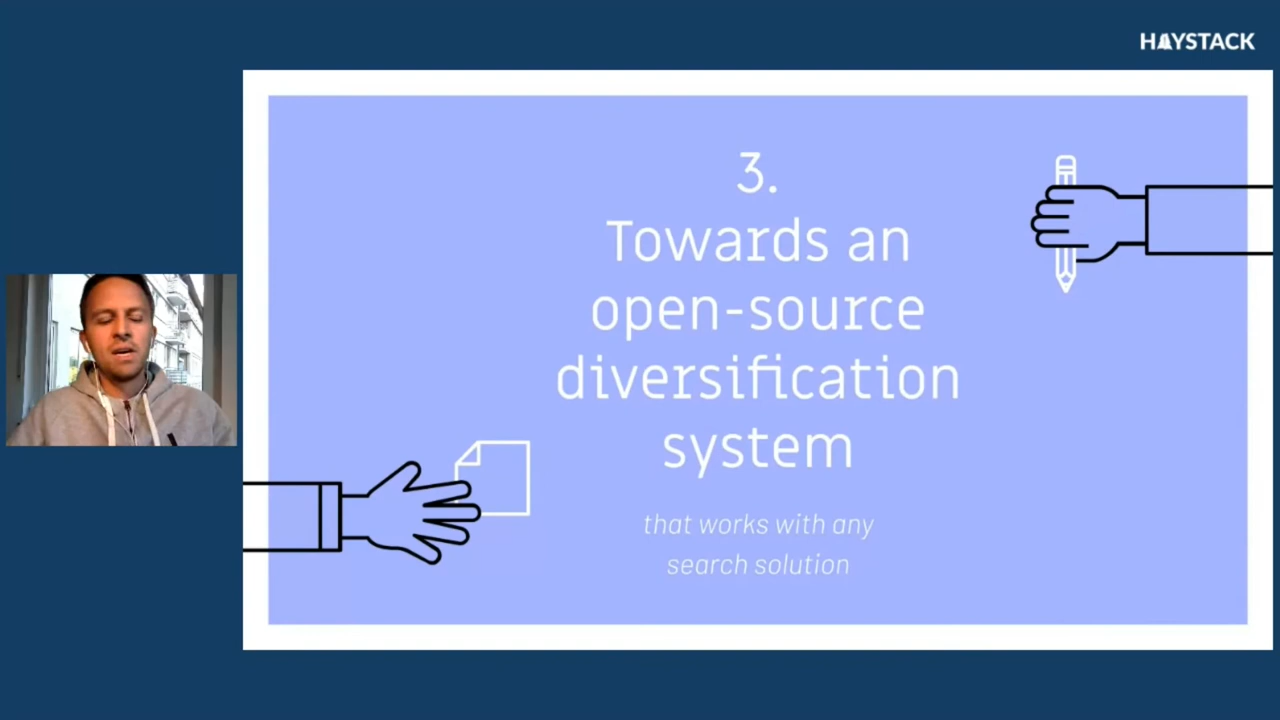 HAYSTACK
3.
Towards an
open-source
diversification
system
that works with any
search solution